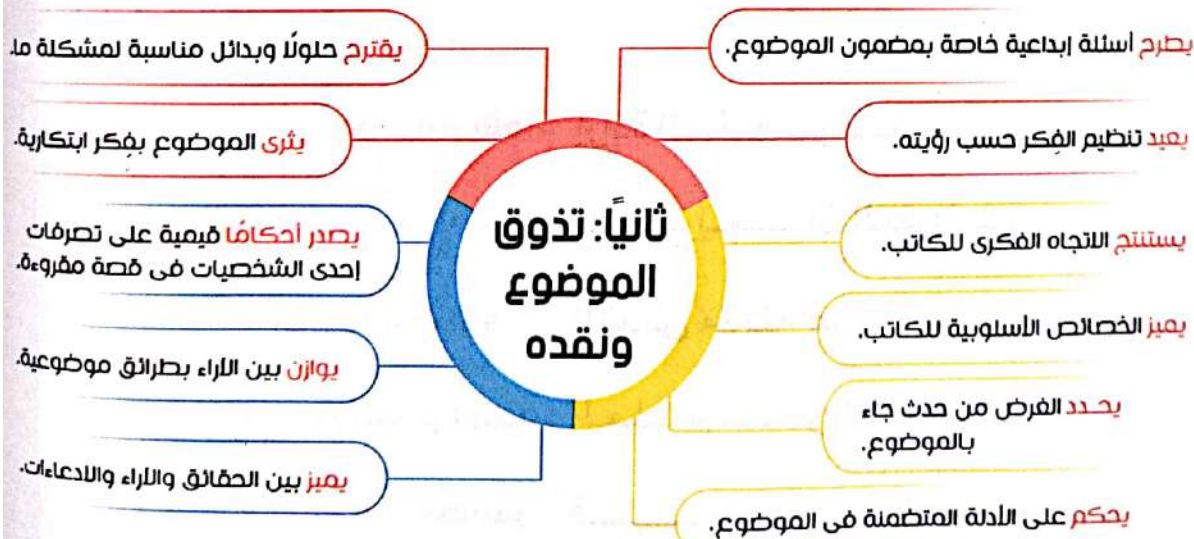 يطرح أسئلة إبداعية خاصة بمضمون الموضوع.
يعيد تنظيم الفِكر حسب رؤيته.
يستنتج الاتجاه الفكرى للكاتب.
يميز الخصائص الأسلوبية للكاتب.
يحدد الغرض من حدث جاء
بالموضوع.
يحكم على الأدلة المتضمنة فى الموضوع.
ثانيًا: تذوق
الموضوع
ونقده
يقترح حلولًا وبدائل مناسبة لمشكلة ما.
يثرى الموضوع بفِكر ابتكارية.
يصدر أحكامًا قيمية على تصرفات
إحدى الشخصيات فى قصة مقروءة.
يوازن بين الآراء بطرائق موضوعية.
يميز بين الحقائق والآراء والادعاءات.